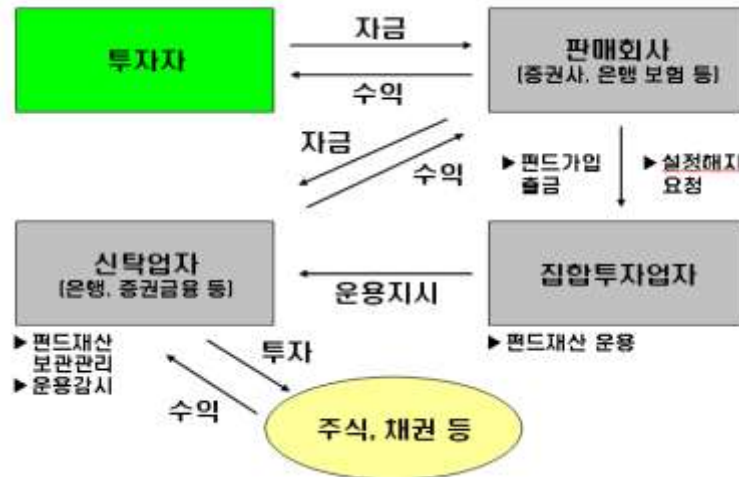 투자자
자금
수익
판매회사
(증권사, 은행 보험 등)
자금
수익
▶ 펀드가입
출금
▶ 설정해지
요청
신탁업자
(은행, 증권금융 등)
운용지시
집합투자업자
▶ 펀드재산
보관관리
▶ 운용감시
▶ 펀드재산 운용
투자
수익
주식, 채권 등